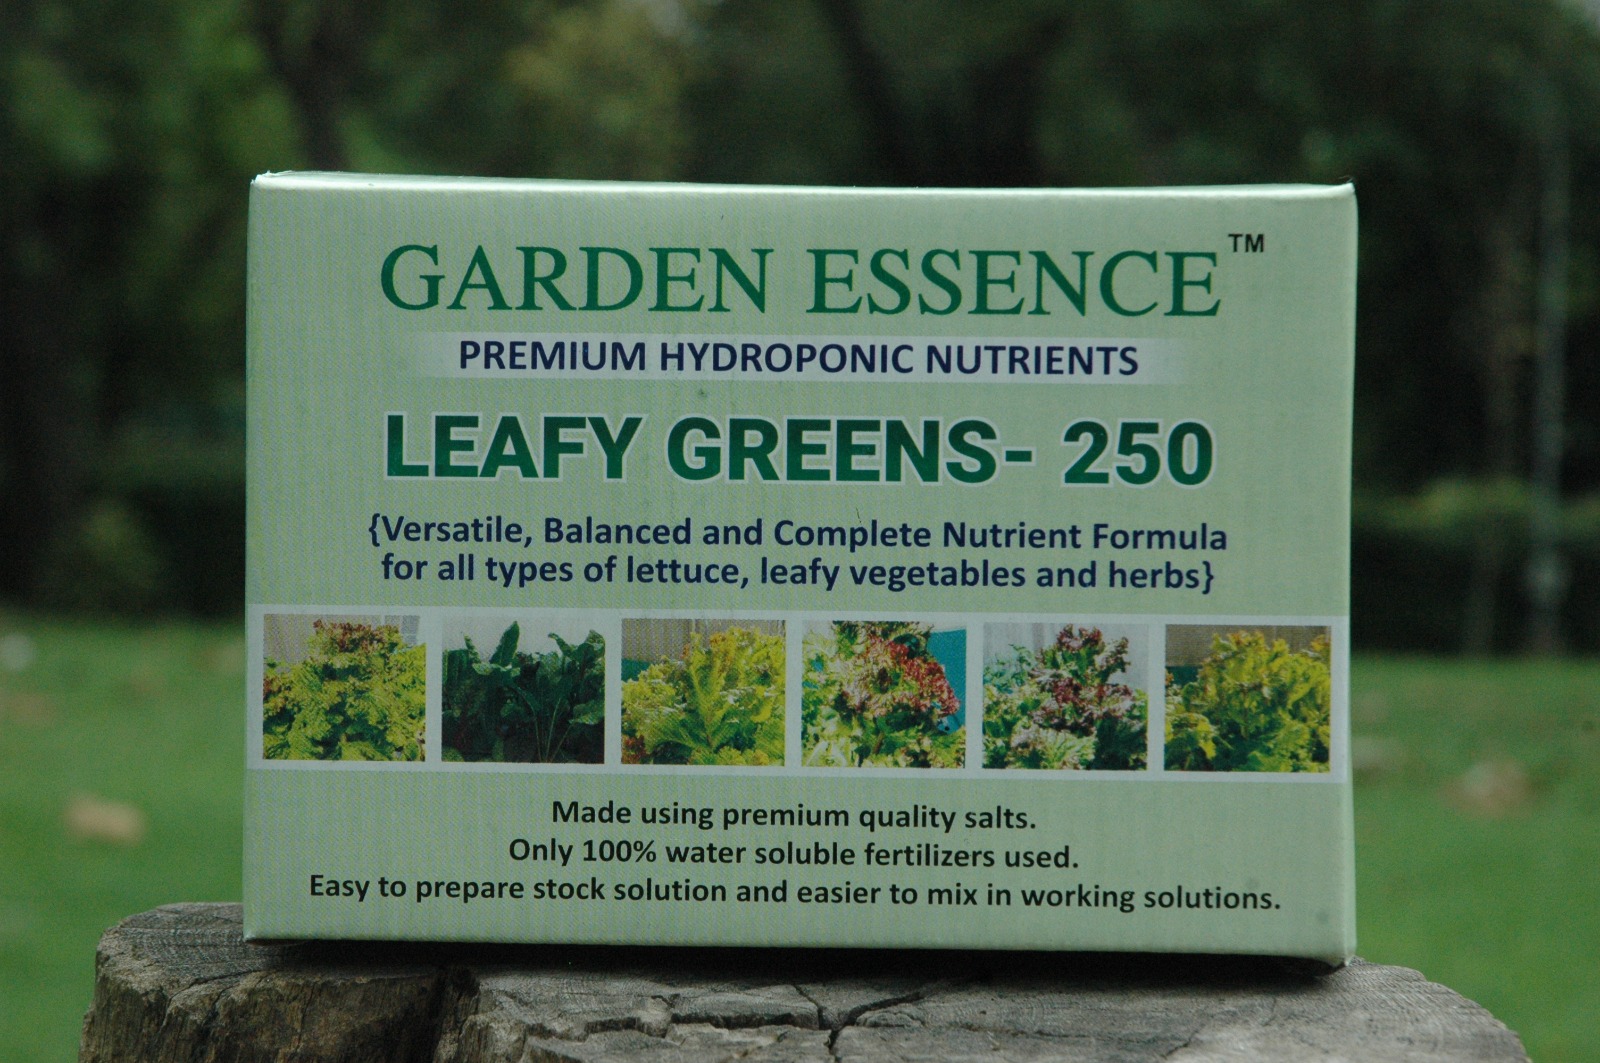 GARDEN ESSENCE™
PREMIUM HYDROPONIC NUTRIENTS
LEAFY GREENS- 250
{Versatile, Balanced and Complete Nutrient Formula
for all types of lettuce, leafy vegetables and herbs}
Made using premium quality salts.
Only 100% water soluble fertilizers used.
Easy to prepare stock solution and easier to mix in working solutions.